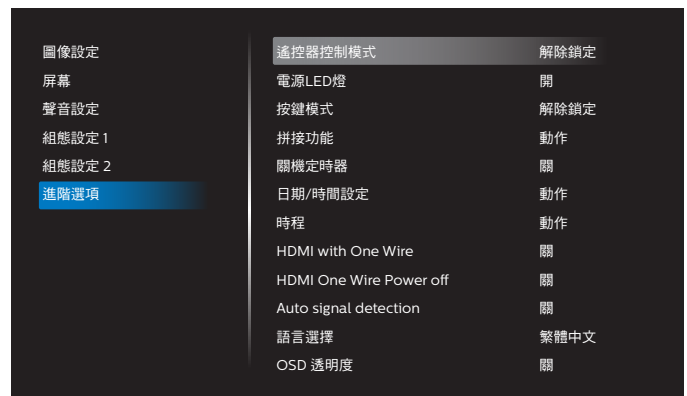 圖像設定
屏幕
聲音設定
組態設定 1
組態設定 2
進階選項
遙控器控制模式 解除鎖定
電源LED燈 開
按鍵模式 解除鎖定
拼接功能 動作
關機定時器 關
日期/時間設定 動作
時程 動作
HDMI with One Wire 關
HDMI One Wire Power off 關
Auto signal detection 關
語言選擇 繁體中文
OSD 透明度 關